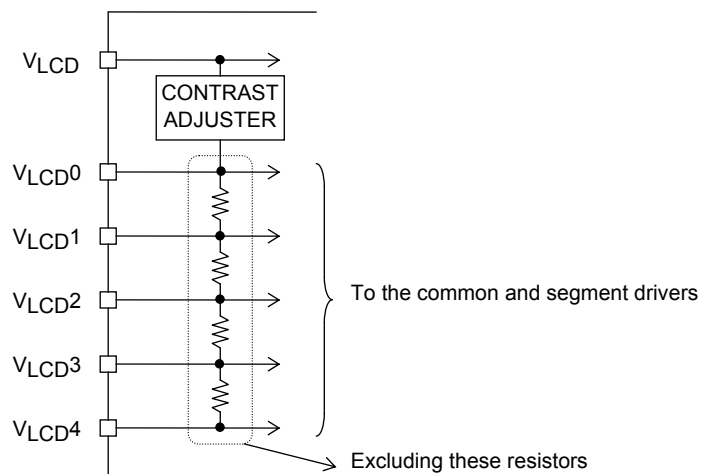 VLCD
CONTRAST
ADJUSTER
VLCD0
VLCD1
VLCD2
To the common and segment drivers
VLCD3
VLCD4
Excluding these resistors